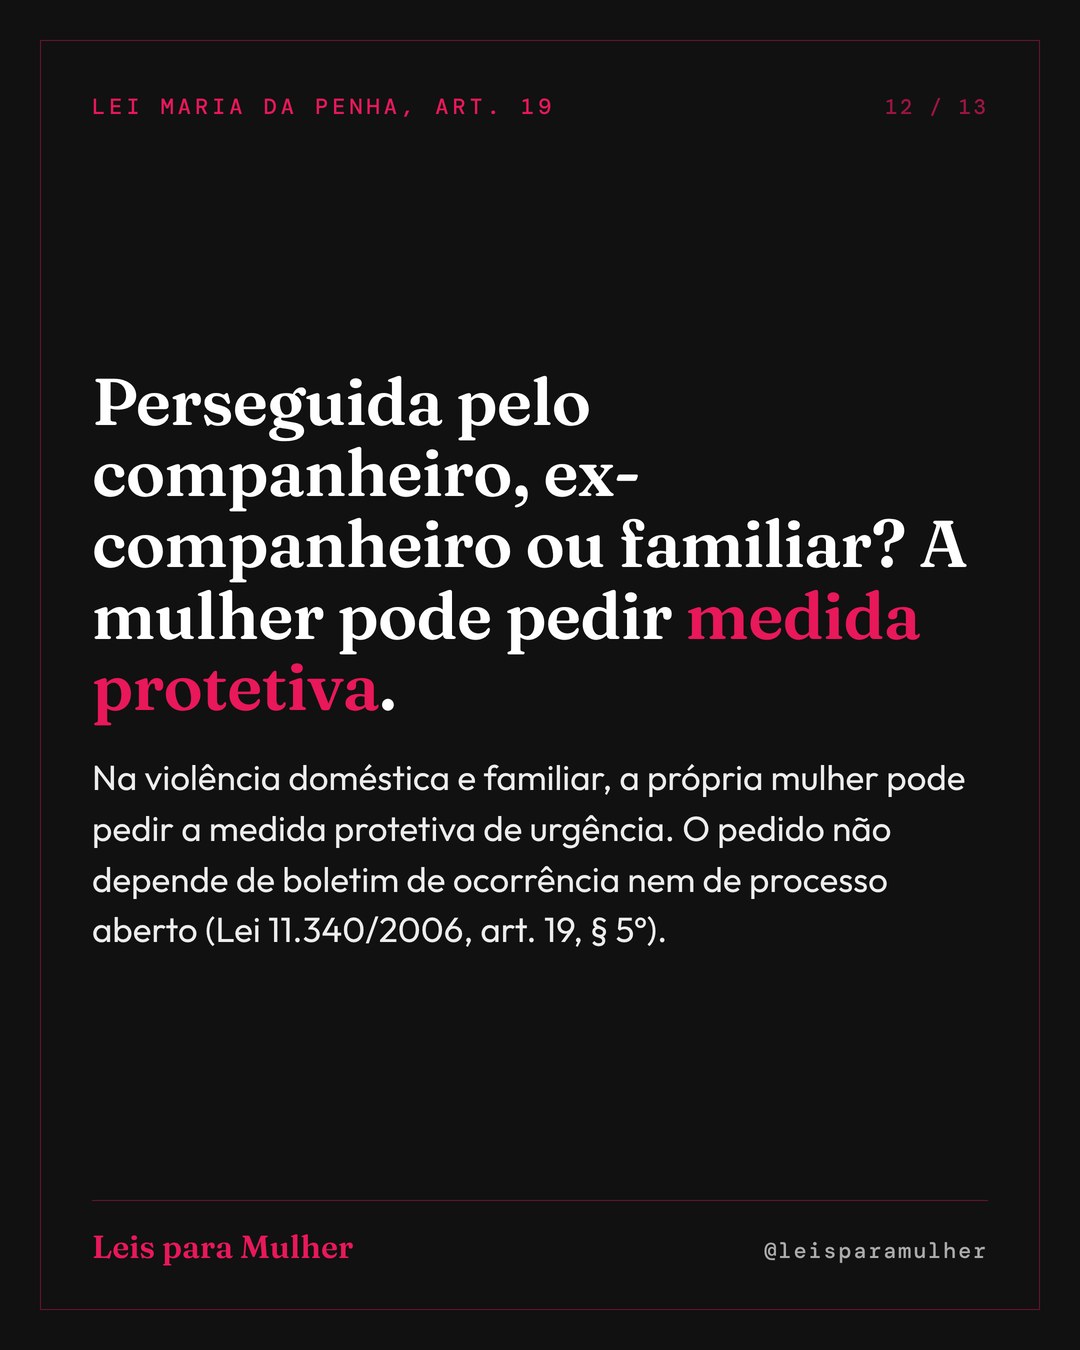 LEI MARIA DA PENHA, ART. 19
12 / 13
Perseguida pelo
companheiro, ex-
companheiro ou familiar? A
mulher pode pedir medida
protetiva.
Na violência doméstica e familiar, a própria mulher pode
pedir a medida protetiva de urgência. O pedido não
depende de boletim de ocorrência nem de processo
aberto (Lei 11.340/2006, art. 19, § 5º).
Leis para Mulher
@leisparamulher